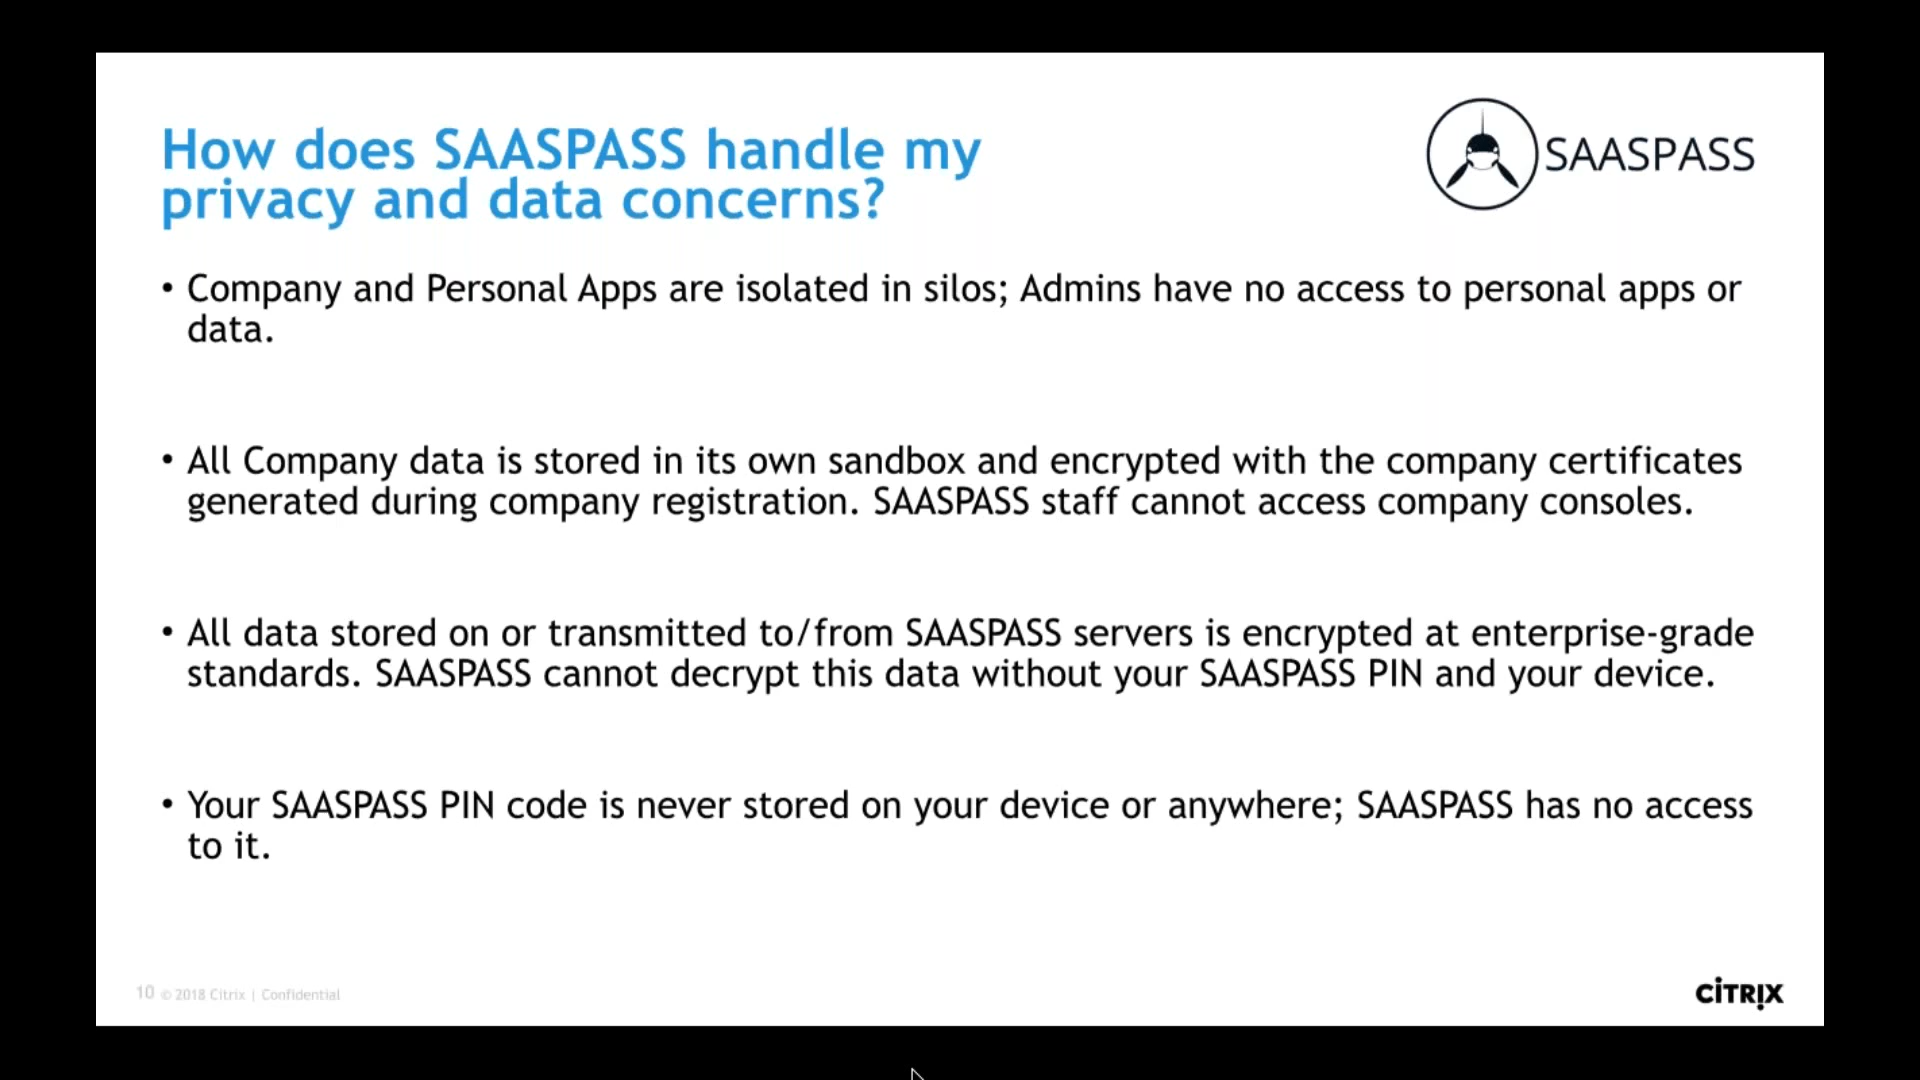 How does SAASPASS handle my
privacy and data concerns?
SAASPASS
• Company and Personal Apps are isolated in silos; Admins have no access to personal apps or
data.
• All Company data is stored in its own sandbox and encrypted with the company certificates
generated during company registration. SAASPASS staff cannot access company consoles.
• All data stored on or transmitted to/from SAASPASS servers is encrypted at enterprise-grade
standards. SAASPASS cannot decrypt this data without your SAASPASS PIN and your device.
• Your SAASPASS PIN code is never stored on your device or anywhere; SAASPASS has no access
to it.
10 © 2018 Citrix | Confidential
CİTRIX